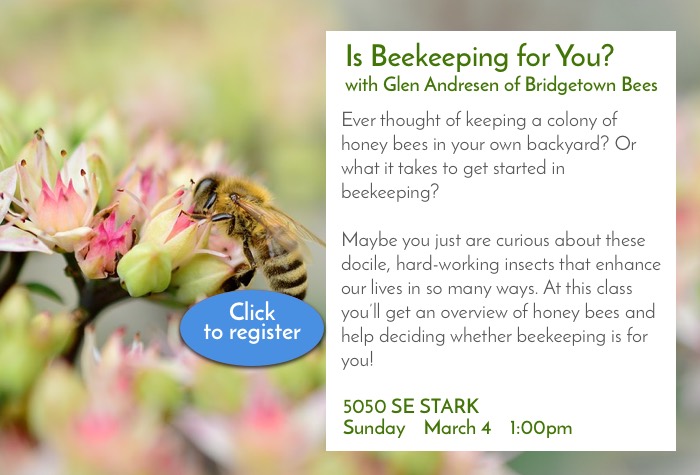 Is Beekeeping for You?
with Glen Andresen of Bridgetown Bees
Ever thought of keeping a colony of
honey bees in your own backyard? Or
what it takes to get started in
beekeeping?
Maybe you just are curious about these
docile, hard-working insects that enhance
our lives in so many ways. At this class
you'll get an overview of honey bees and
help deciding whether beekeeping is for
you!
Click
to register
5050 SE STARK
Sunday March 4 1:00pm